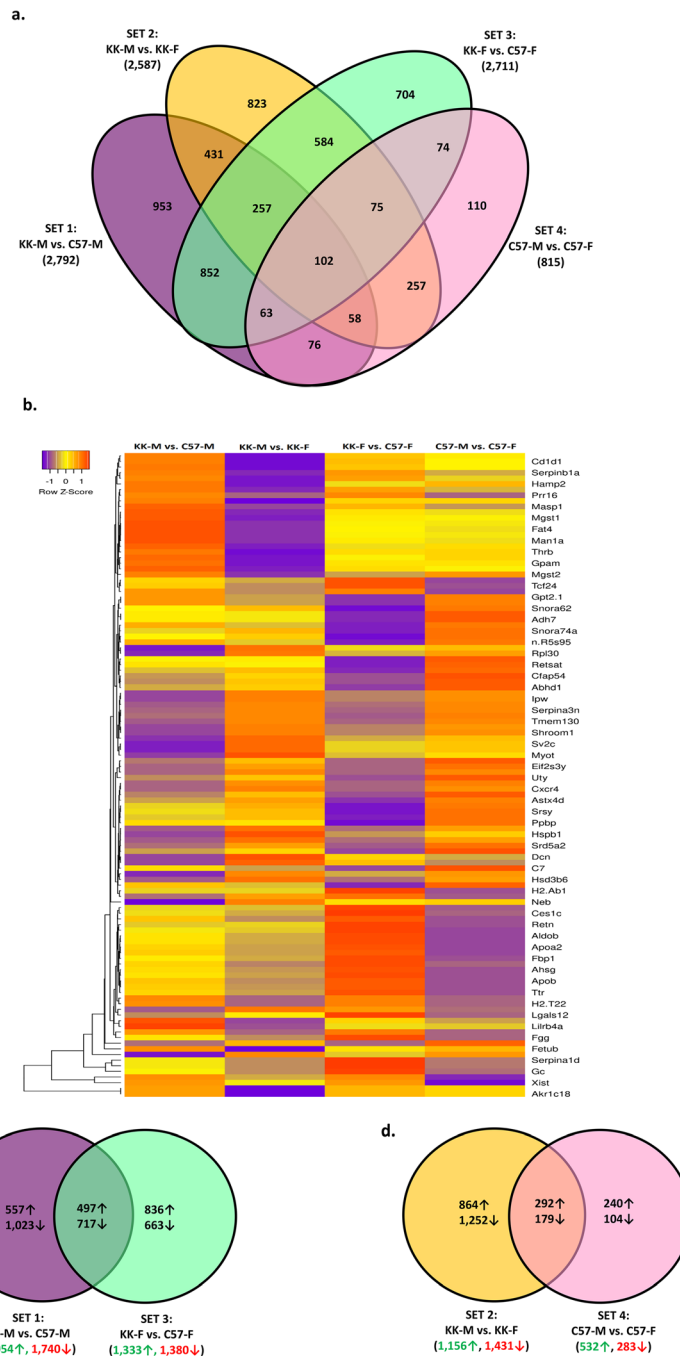 a.
SET 2:
KK-M vs. KK-F
(2,587)
SET 3:
KK-F vs. C57-F
(2,711)
823
704
431
584
74
953
257
75
110
SET 1:
KK-M vs. C57-M
(2,792)
SET 4:
C57-M vs. C57-F
(815)
852
102
257
63
58
76
b.
KK-M vs. C57-M KK-M vs. KK-F KK-F vs. C57-F C57-M vs. C57-F
-1 0 1
Row Z-Score
Cd1d1
Serpinb1a
Hamp2
Prr16
Masp1
Mgst1
Fat4
Man1a
Thrb
Gpam
Mgst2
Tcf24
Gpt2.1
Snora62
Adh7
Snora74a
n.R5s95
Rpl30
Retsat
Cfap54
Abhd1
Ipw
Serpina3n
Tmem130
Shroom1
Sv2c
Myot
Eif2s3y
Uty
Cxcr4
Astx4d
Srsy
Ppbp
Hspb1
Srd5a2
Dcn
C7
Hsd3b6
H2.Ab1
Neb
Ces1c
Retn
Aldob
Apoa2
Fbp1
Ahsg
Apob
Ttr
H2.T22
Lgals12
Lilrb4a
Fgg
Fetub
Serpina1d
Gc
Xist
Akr1c18
557↑
1,023↓
497↑
717↓
836↑
663↓
SET 1:
-M vs. C57-M
54↑, 1,740↓)
SET 3:
KK-F vs. C57-F
(1,333↑, 1,380↓)
d.
864↑
1,252↓
292↑
179↓
240↑
104↓
SET 2:
KK-M vs. KK-F
(1,156↑, 1,431↓)
SET 4:
C57-M vs. C57-F
(532↑, 283↓)